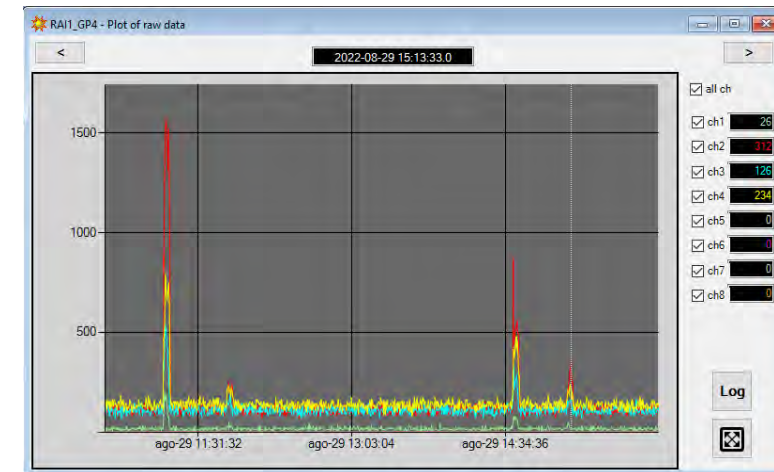 RAI1_GP4 - Plot of raw data
<
2022-08-29 15:13:33.0
>
all ch
ch1 26
ch2 312
ch3 126
ch4 234
ch5 0
ch6 0
ch7 0
ch8 0
1500
1000
500
ago-29 11:31:32
ago-29 13:03:04
ago-29 14:34:36
Log